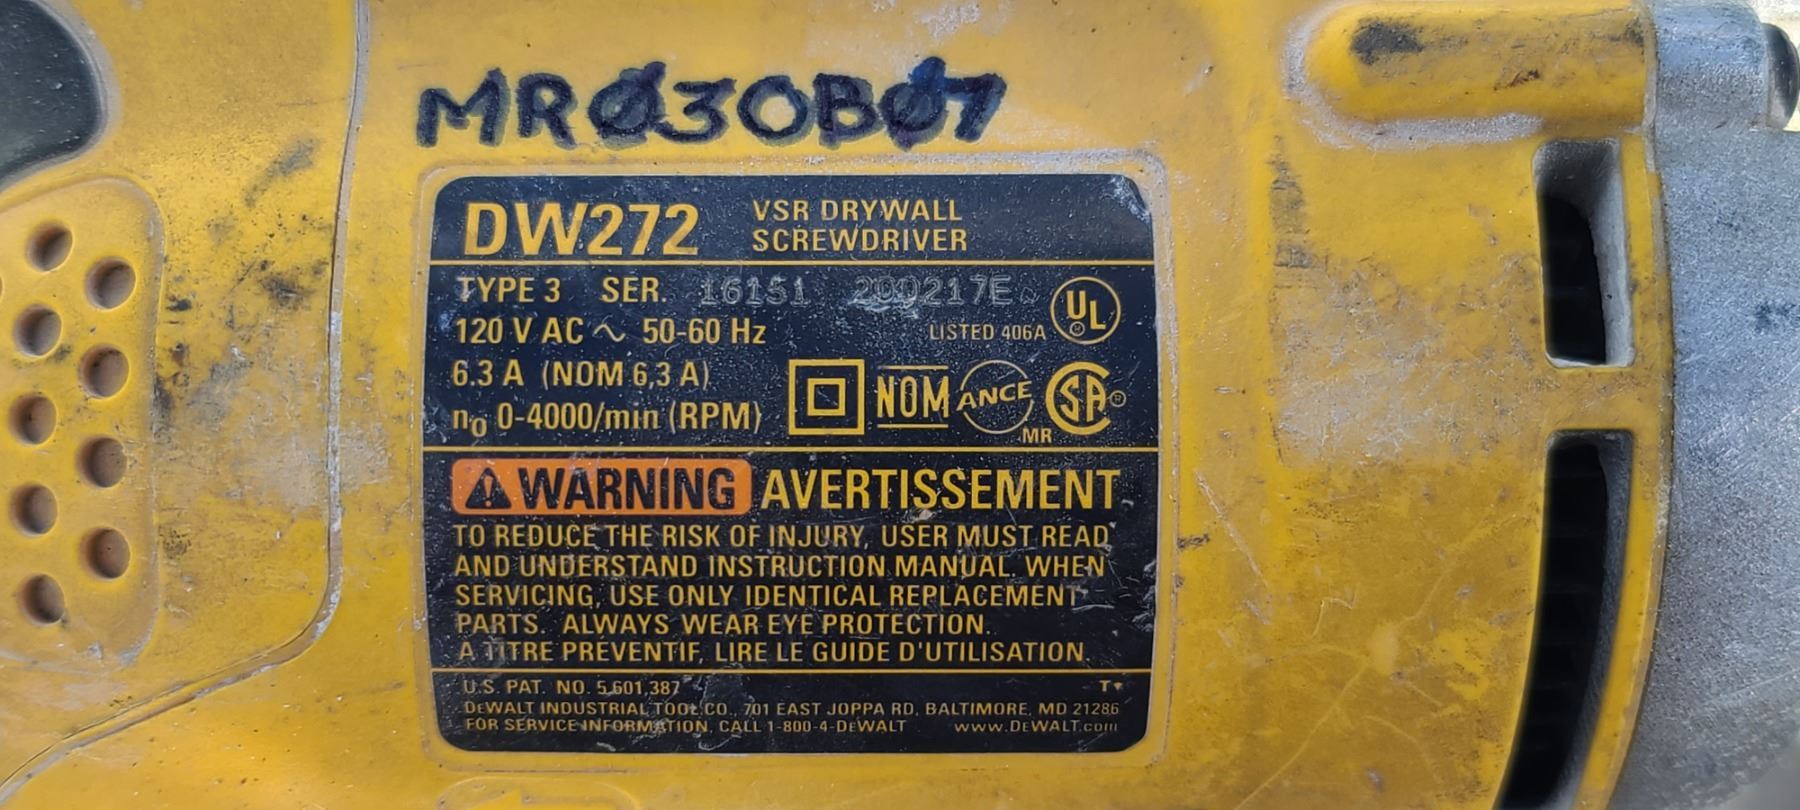 MRØ30BØ7
DW272 VSR DRYWALL
SCREWDRIVER
TYPE 3 SER. 16151 200217E
120 V AC ~ 50-60 Hz LISTED 406A UL
6.3 A (NOM 6,3 A)
n₀ 0-4000/min (RPM) NOM ANCE SA
MR
WARNING AVERTISSEMENT
TO REDUCE THE RISK OF INJURY, USER MUST READ
AND UNDERSTAND INSTRUCTION MANUAL. WHEN
SERVICING, USE ONLY IDENTICAL REPLACEMENT
PARTS. ALWAYS WEAR EYE PROTECTION.
A TITRE PREVENTIF, LIRE LE GUIDE D'UTILISATION
U.S. PAT. NO. 5,601,387
DEWALT INDUSTRIAL TOOL CO., 701 EAST JOPPA RD, BALTIMORE, MD 21286
FOR SERVICE INFORMATION, CALL 1-800-4-DEWALT www.DEWALT.com